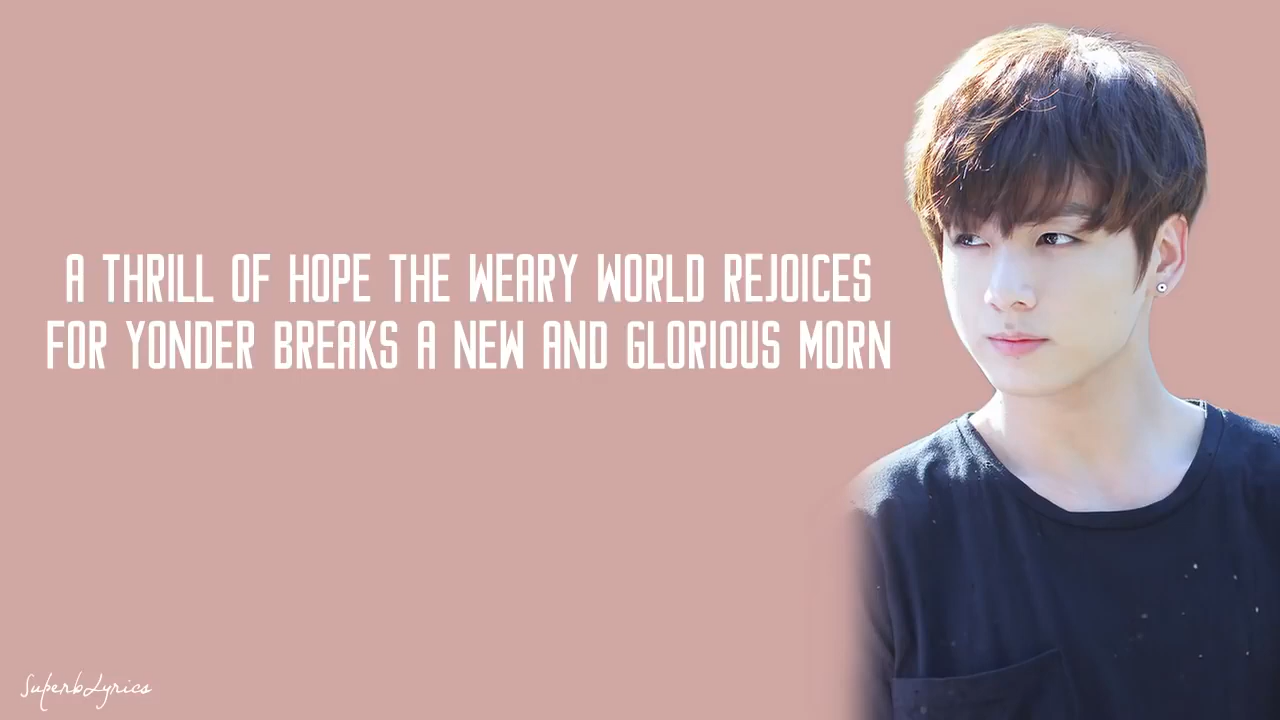 A THRILL OF HOPE THE WEARY WORLD REJOICES
FOR YONDER BREAKS A NEW AND GLORIOUS MORN
SuperbLyrics